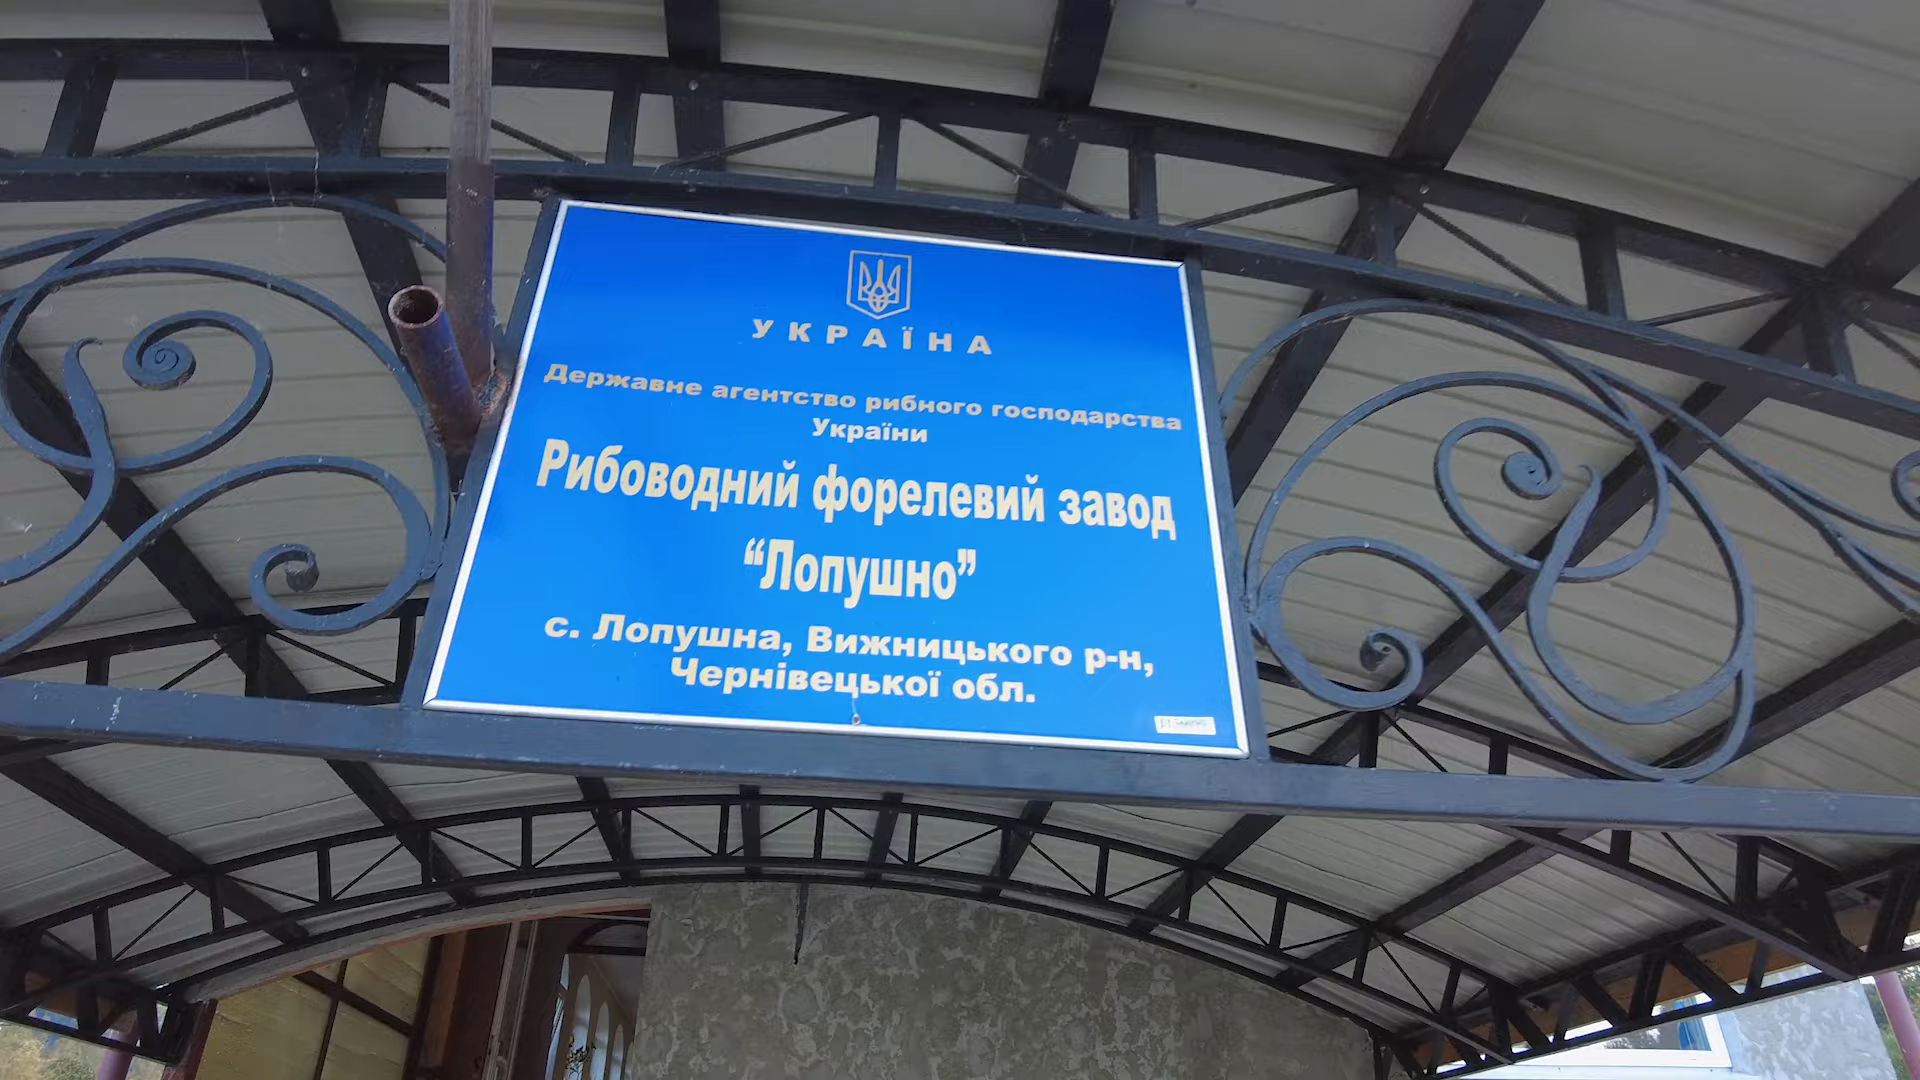 УКРАЇНА
Державне агентство рибного господарства
України
Рибоводний форелевий завод
“Лопушно”
с. Лопушна, Вижницького р-н,
Чернівецької обл.